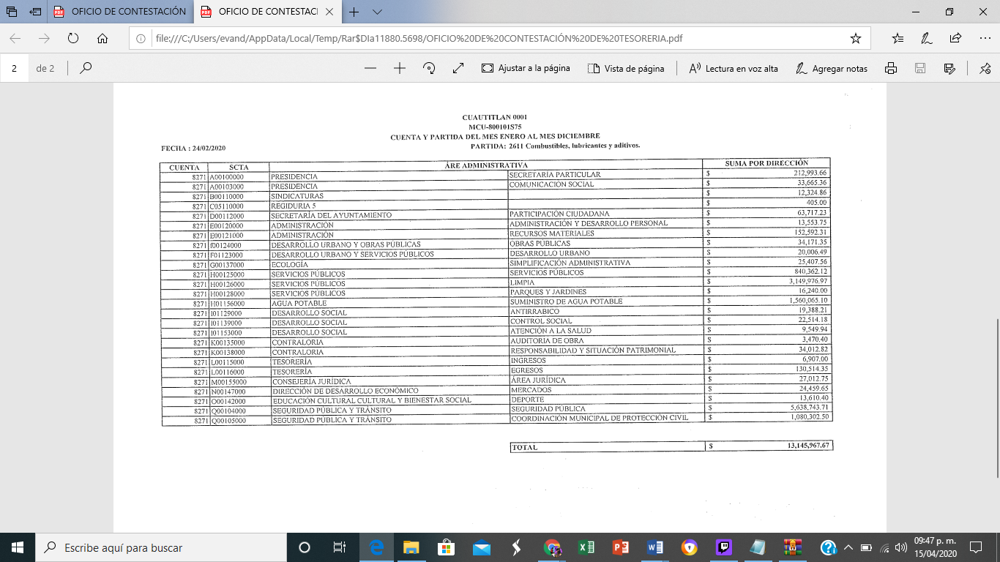 OFICIO DE CONTESTACIÓN
OFICIO DE CONTESTACI
file:///C:/Users/evand/AppData/Local/Temp/Rar$DIa11880.5698/OFICIO%20DE%20CONTESTACIÓN%20DE%20TESORERIA.pdf
2 de 2 Ajustar a la página Vista de página Lectura en voz alta Agregar notas
CUAUTITLAN 0001
MCU-800101S75
CUENTA Y PARTIDA DEL MES ENERO AL MES DICIEMBRE
FECHA : 24/02/2020 PARTIDA: 2611 Combustibles, lubricantes y aditivos.
CUENTA SCTA ÁRE ADMINISTRATIVA SUMA POR DIRECCIÓN
8271 A00100000 PRESIDENCIA SECRETARÍA PARTICULAR $ 212,993.66
8271 A00103000 PRESIDENCIA COMUNICACIÓN SOCIAL $ 33,665.36
8271 B00110000 SINDICATURAS $ 12,324.86
8271 C05110000 REGIDURIA 5 $ 405.00
8271 D00112000 SECRETARÍA DEL AYUNTAMIENTO PARTICIPACIÓN CIUDADANA $ 63,717.23
8271 E00120000 ADMINISTRACIÓN ADMINISTRACIÓN Y DESARROLLO PERSONAL $ 13,553.75
8271 E00121000 ADMINISTRACIÓN RECURSOS MATERIALES $ 152,592.31
8271 f00124000 DESARROLLO URBANO Y OBRAS PÚBLICAS OBRAS PÚBLICAS $ 34,171.35
8271 F01123000 DESARROLLO URBANO Y SERVICIOS PÚBLICOS DESARROLLO URBANO $ 20,006.49
8271 G00137000 ECOLOGÍA SIMPLIFICACIÓN ADMINISTRATIVA $ 25,407.56
8271 H00125000 SERVICIOS PÚBLICOS SERVICIOS PÚBLICOS $ 840,362.12
8271 H00126000 SERVICIOS PÚBLICOS LIMPIA $ 3,149,976.97
8271 H00128000 SERVICIOS PÚBLICOS PARQUES Y JARDINES $ 16,240.00
8271 H01156000 AGUA POTABLE SUMINISTRO DE AGUA POTABLE $ 1,560,065.10
8271 I01129000 DESARROLLO SOCIAL ANTIRRABICO $ 19,388.21
8271 I01139000 DESARROLLO SOCIAL CONTROL SOCIAL $ 22,514.18
8271 I01153000 DESARROLLO SOCIAL ATENCIÓN A LA SALUD $ 9,549.94
8271 K00135000 CONTRALORIA AUDITORIA DE OBRA $ 3,470.40
8271 K00138000 CONTRALORIA RESPONSABILIDAD Y SITUACIÓN PATRIMONIAL $ 34,012.82
8271 L00115000 TESORERÍA INGRESOS $ 6,907.00
8271 L00116000 TESORERÍA EGRESOS $ 130,514.35
8271 M00155000 CONSEJERÍA JURÍDICA ÁREA JURÍDICA $ 27,012.75
8271 N00147000 DIRECCIÓN DE DESARROLLO ECONÓMICO MERCADOS $ 24,459.65
8271 O00142000 EDUCACIÓN CULTURAL CULTURAL Y BIENESTAR SOCIAL DEPORTE $ 13,610.40
8271 Q00104000 SEGURIDAD PÚBLICA Y TRÁNSITO SEGURIDAD PÚBLICA $ 5,638,743.71
8271 Q00105000 SEGURIDAD PÚBLICA Y TRÁNSITO COORDINACIÓN MUNICIPAL DE PROTECCIÓN CIVIL $ 1,080,302.50
TOTAL $ 13,145,967.67
Escribe aquí para buscar
09:47 p. m.
15/04/2020